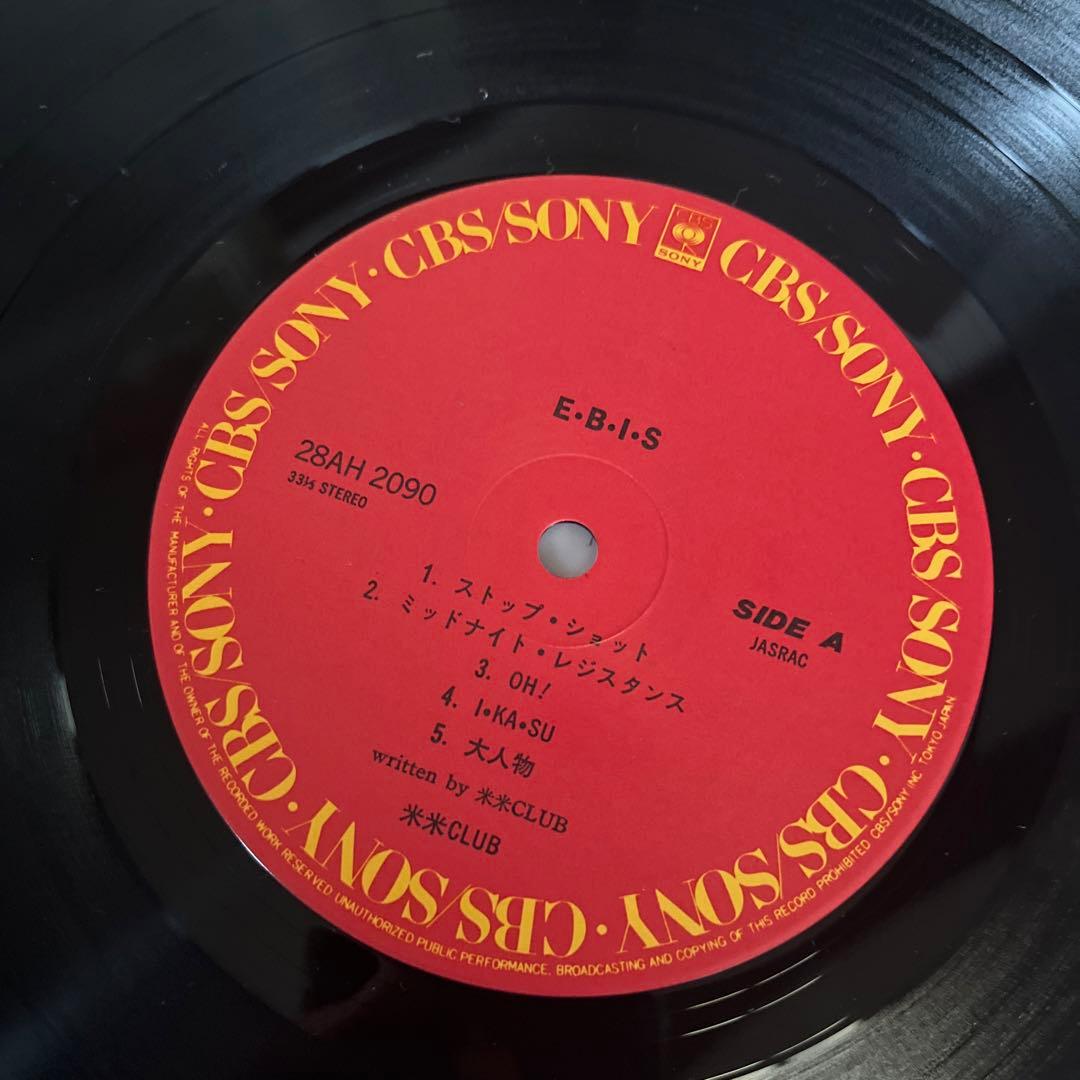 CBS/SONY · CBS/SONY · CBS/SONY · CBS/SONY · CBS/SONY · CBS/SONY · CBS/SONY · CBS/SONY
CBS
SONY
E•B•I•S
28AH 2090
33⅓ STEREO
SIDE A
JASRAC
1. ストップ・ショット
2. ミッドナイト・レジスタンス
3. OH!
4. I•KA•SU
5. 大人物
written by 米米CLUB
米米CLUB
ALL RIGHTS OF THE MANUFACTURER AND OF THE OWNER OF THE RECORDED WORK RESERVED. UNAUTHORIZED PUBLIC PERFORMANCE. BROADCASTING AND COPYING OF THIS RECORD PROHIBITED CBS/SONY INC. TOKYO JAPAN